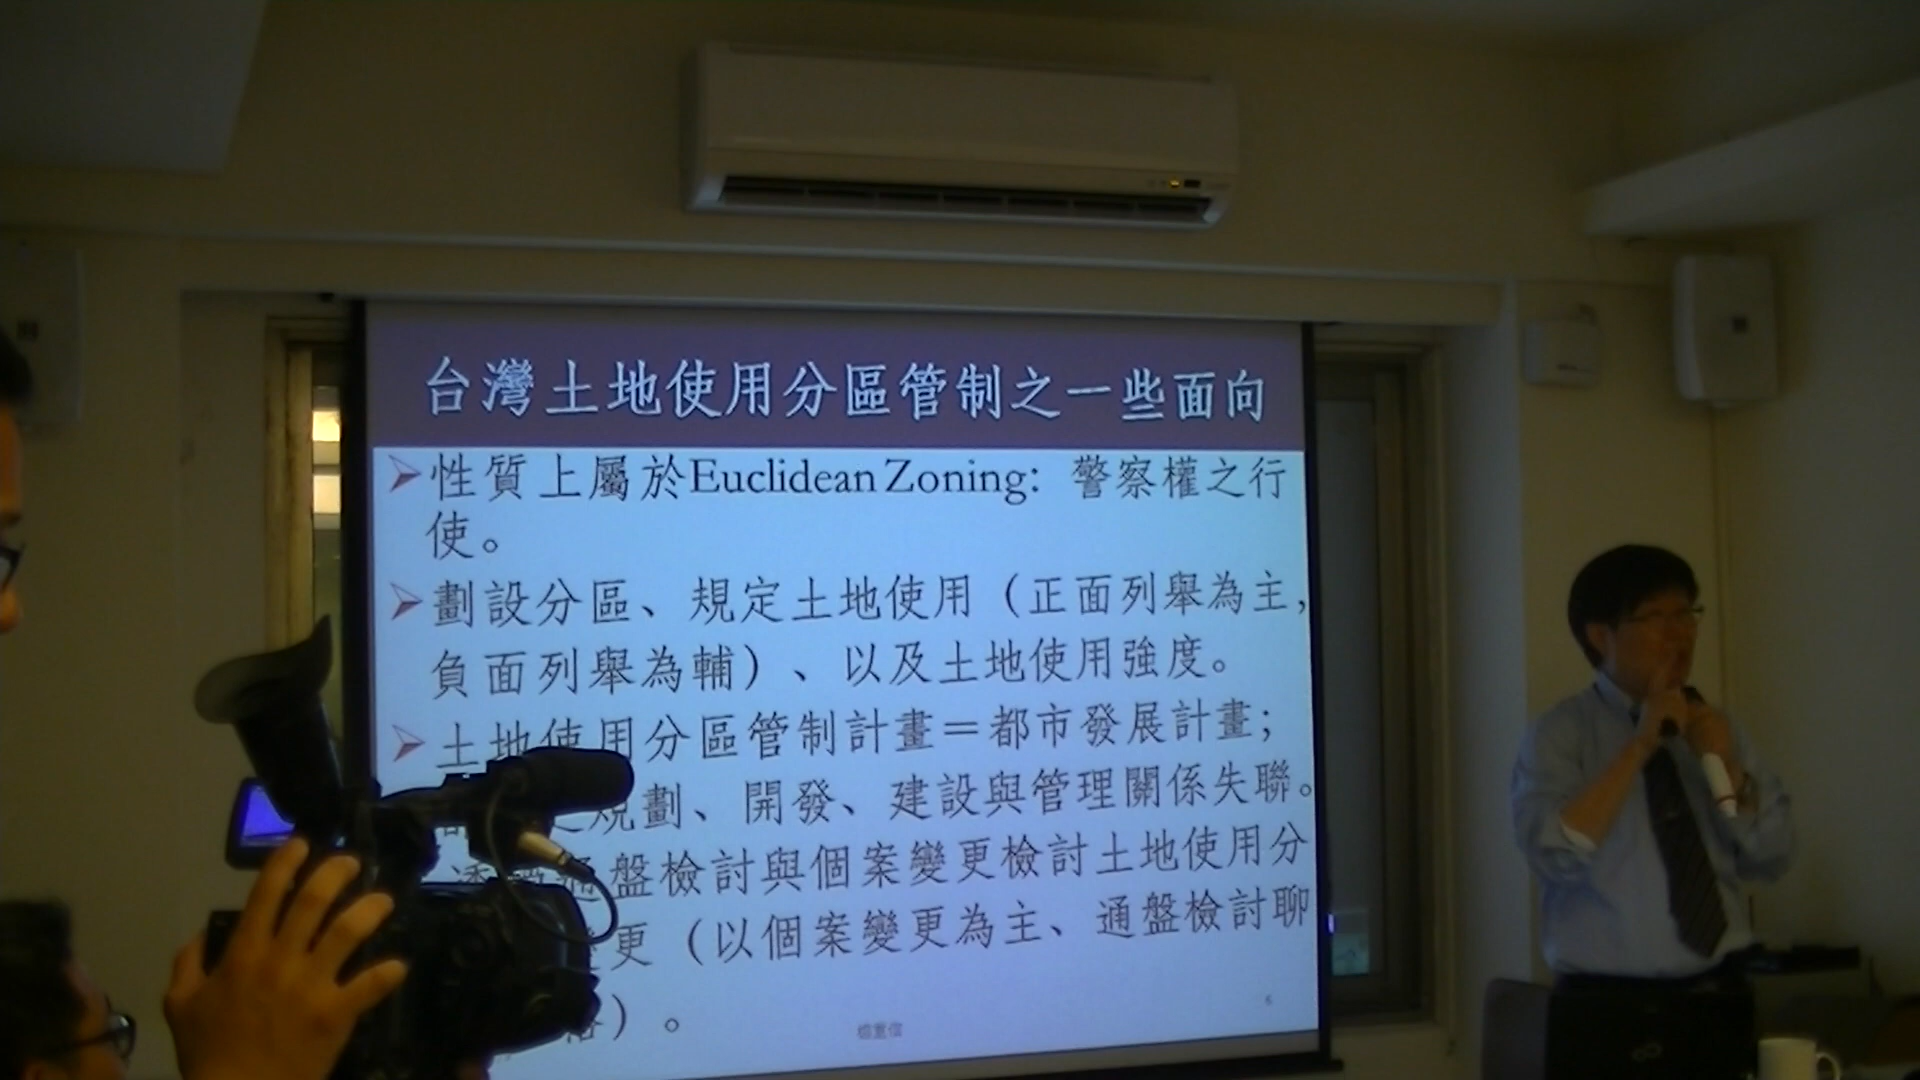 台灣土地使用分區管制之一些面向
性質上屬於Euclidean Zoning: 警察權之行
使。
劃設分區、規定土地使用（正面列舉為主,
負面列舉為輔）、以及土地使用強度。
土地使用分區管制計畫＝都市發展計畫;
規劃、開發、建設與管理關係失聯。
透過通盤檢討與個案變更檢討土地使用分
更（以個案變更為主、通盤檢討聊
）。
6